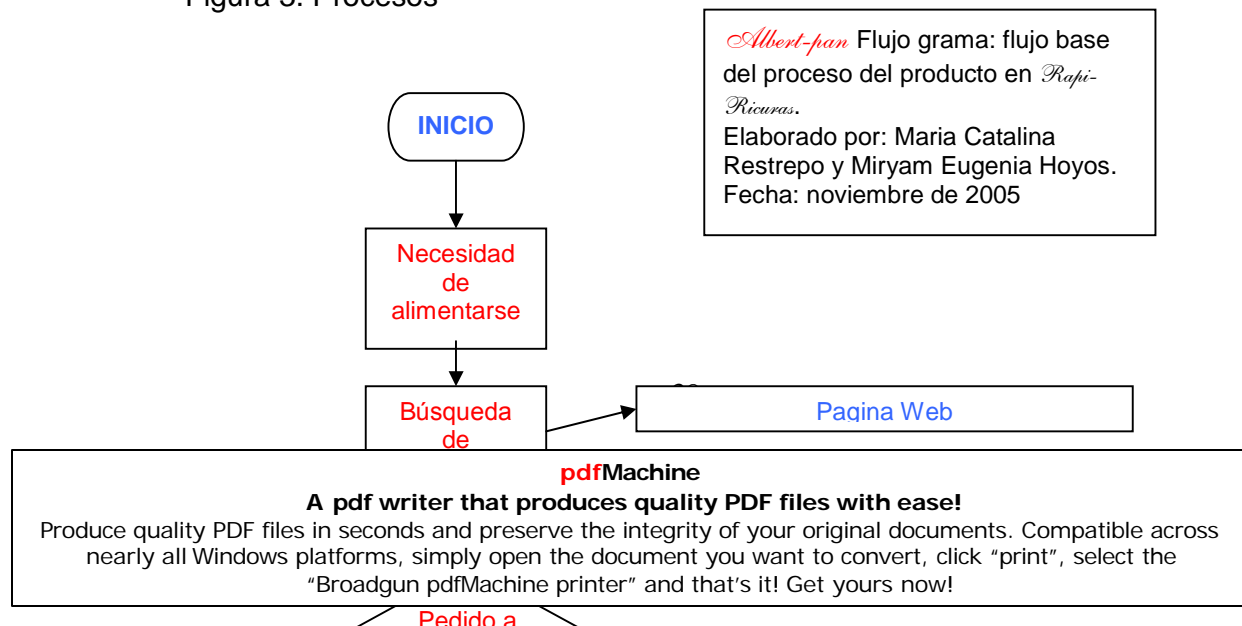 Figura 3. Procesos
Albert-pan Flujo grama: flujo base
del proceso del producto en Rapi-
Ricuras.
Elaborado por: Maria Catalina
Restrepo y Miryam Eugenia Hoyos.
Fecha: noviembre de 2005
INICIO
Necesidad
de
alimentarse
Búsqueda
de
Pagina Web
pdfMachine
A pdf writer that produces quality PDF files with ease!
Produce quality PDF files in seconds and preserve the integrity of your original documents. Compatible across
nearly all Windows platforms, simply open the document you want to convert, click “print”, select the
“Broadgun pdfMachine printer” and that’s it! Get yours now!
Pedido a